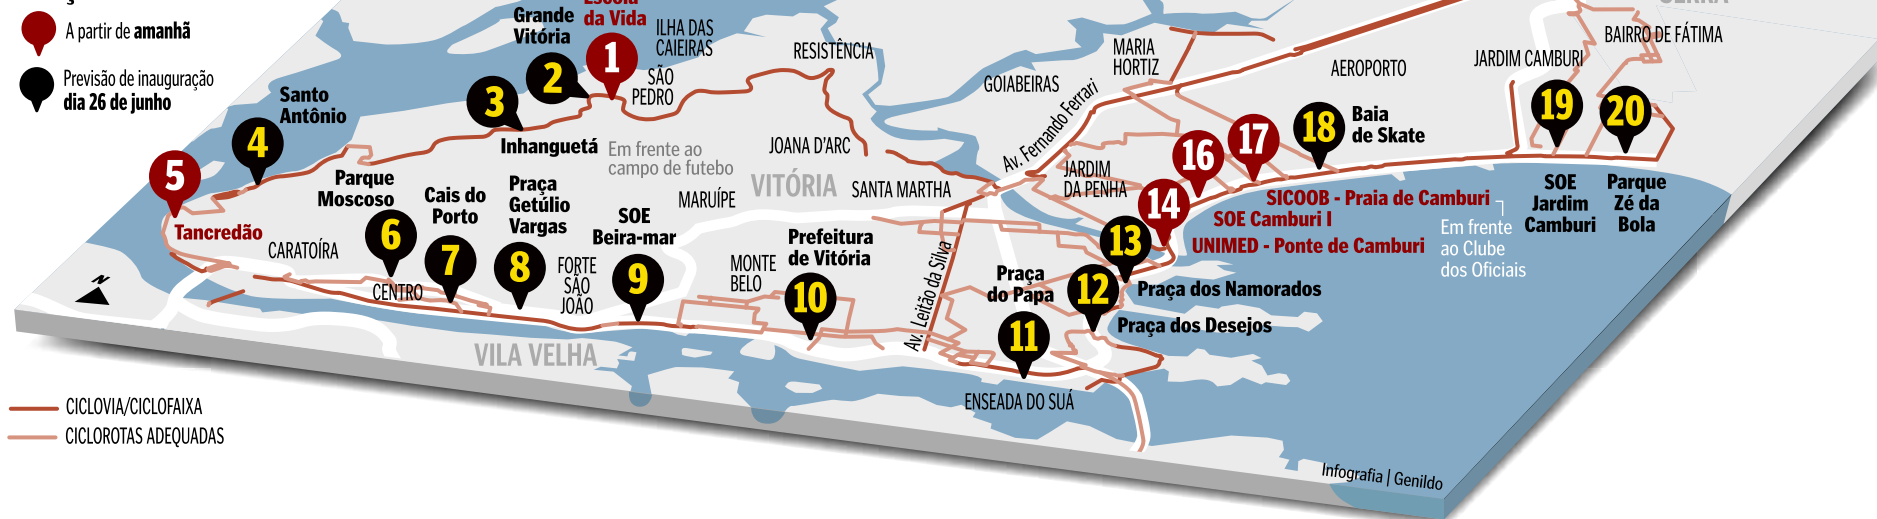 A partir de amanhã
Previsão de inauguração
dia 26 de junho
Escola
da Vida
1
Grande
Vitória
2
ILHA DAS
CAIEIRAS
SÃO
PEDRO
RESISTÊNCIA
3
Inhanguetá
Em frente ao
campo de futebo
Santo
Antônio
4
5
Tancredão
CARATOÍRA
Parque
Moscoso
6
Cais do
Porto
7
CENTRO
Praça
Getúlio
Vargas
8
FORTE
SÃO
JOÃO
SOE
Beira-mar
9
MARUÍPE
VITÓRIA
JOANA D'ARC
SANTA MARTHA
MONTE
BELO
Prefeitura
de Vitória
10
Av. Leitão da Silva
Praça
do Papa
11
ENSEADA DO SUÁ
12
Praça dos Desejos
13
Praça dos Namorados
14
UNIMED - Ponte de Camburi
16
SOE Camburi I
17
SICOOB - Praia de Camburi
Em frente
ao Clube
dos Oficiais
18
Baia
de Skate
GOIABEIRAS
Av. Fernando Ferrari
MARIA
HORTIZ
JARDIM
DA PENHA
AEROPORTO
JARDIM CAMBURI
BAIRRO DE FÁTIMA
SERRA
19
SOE
Jardim
Camburi
20
Parque
Zé da
Bola
N
VILA VELHA
CICLOVIA/CICLOFAIXA
CICLOROTAS ADEQUADAS
Infografia | Genildo